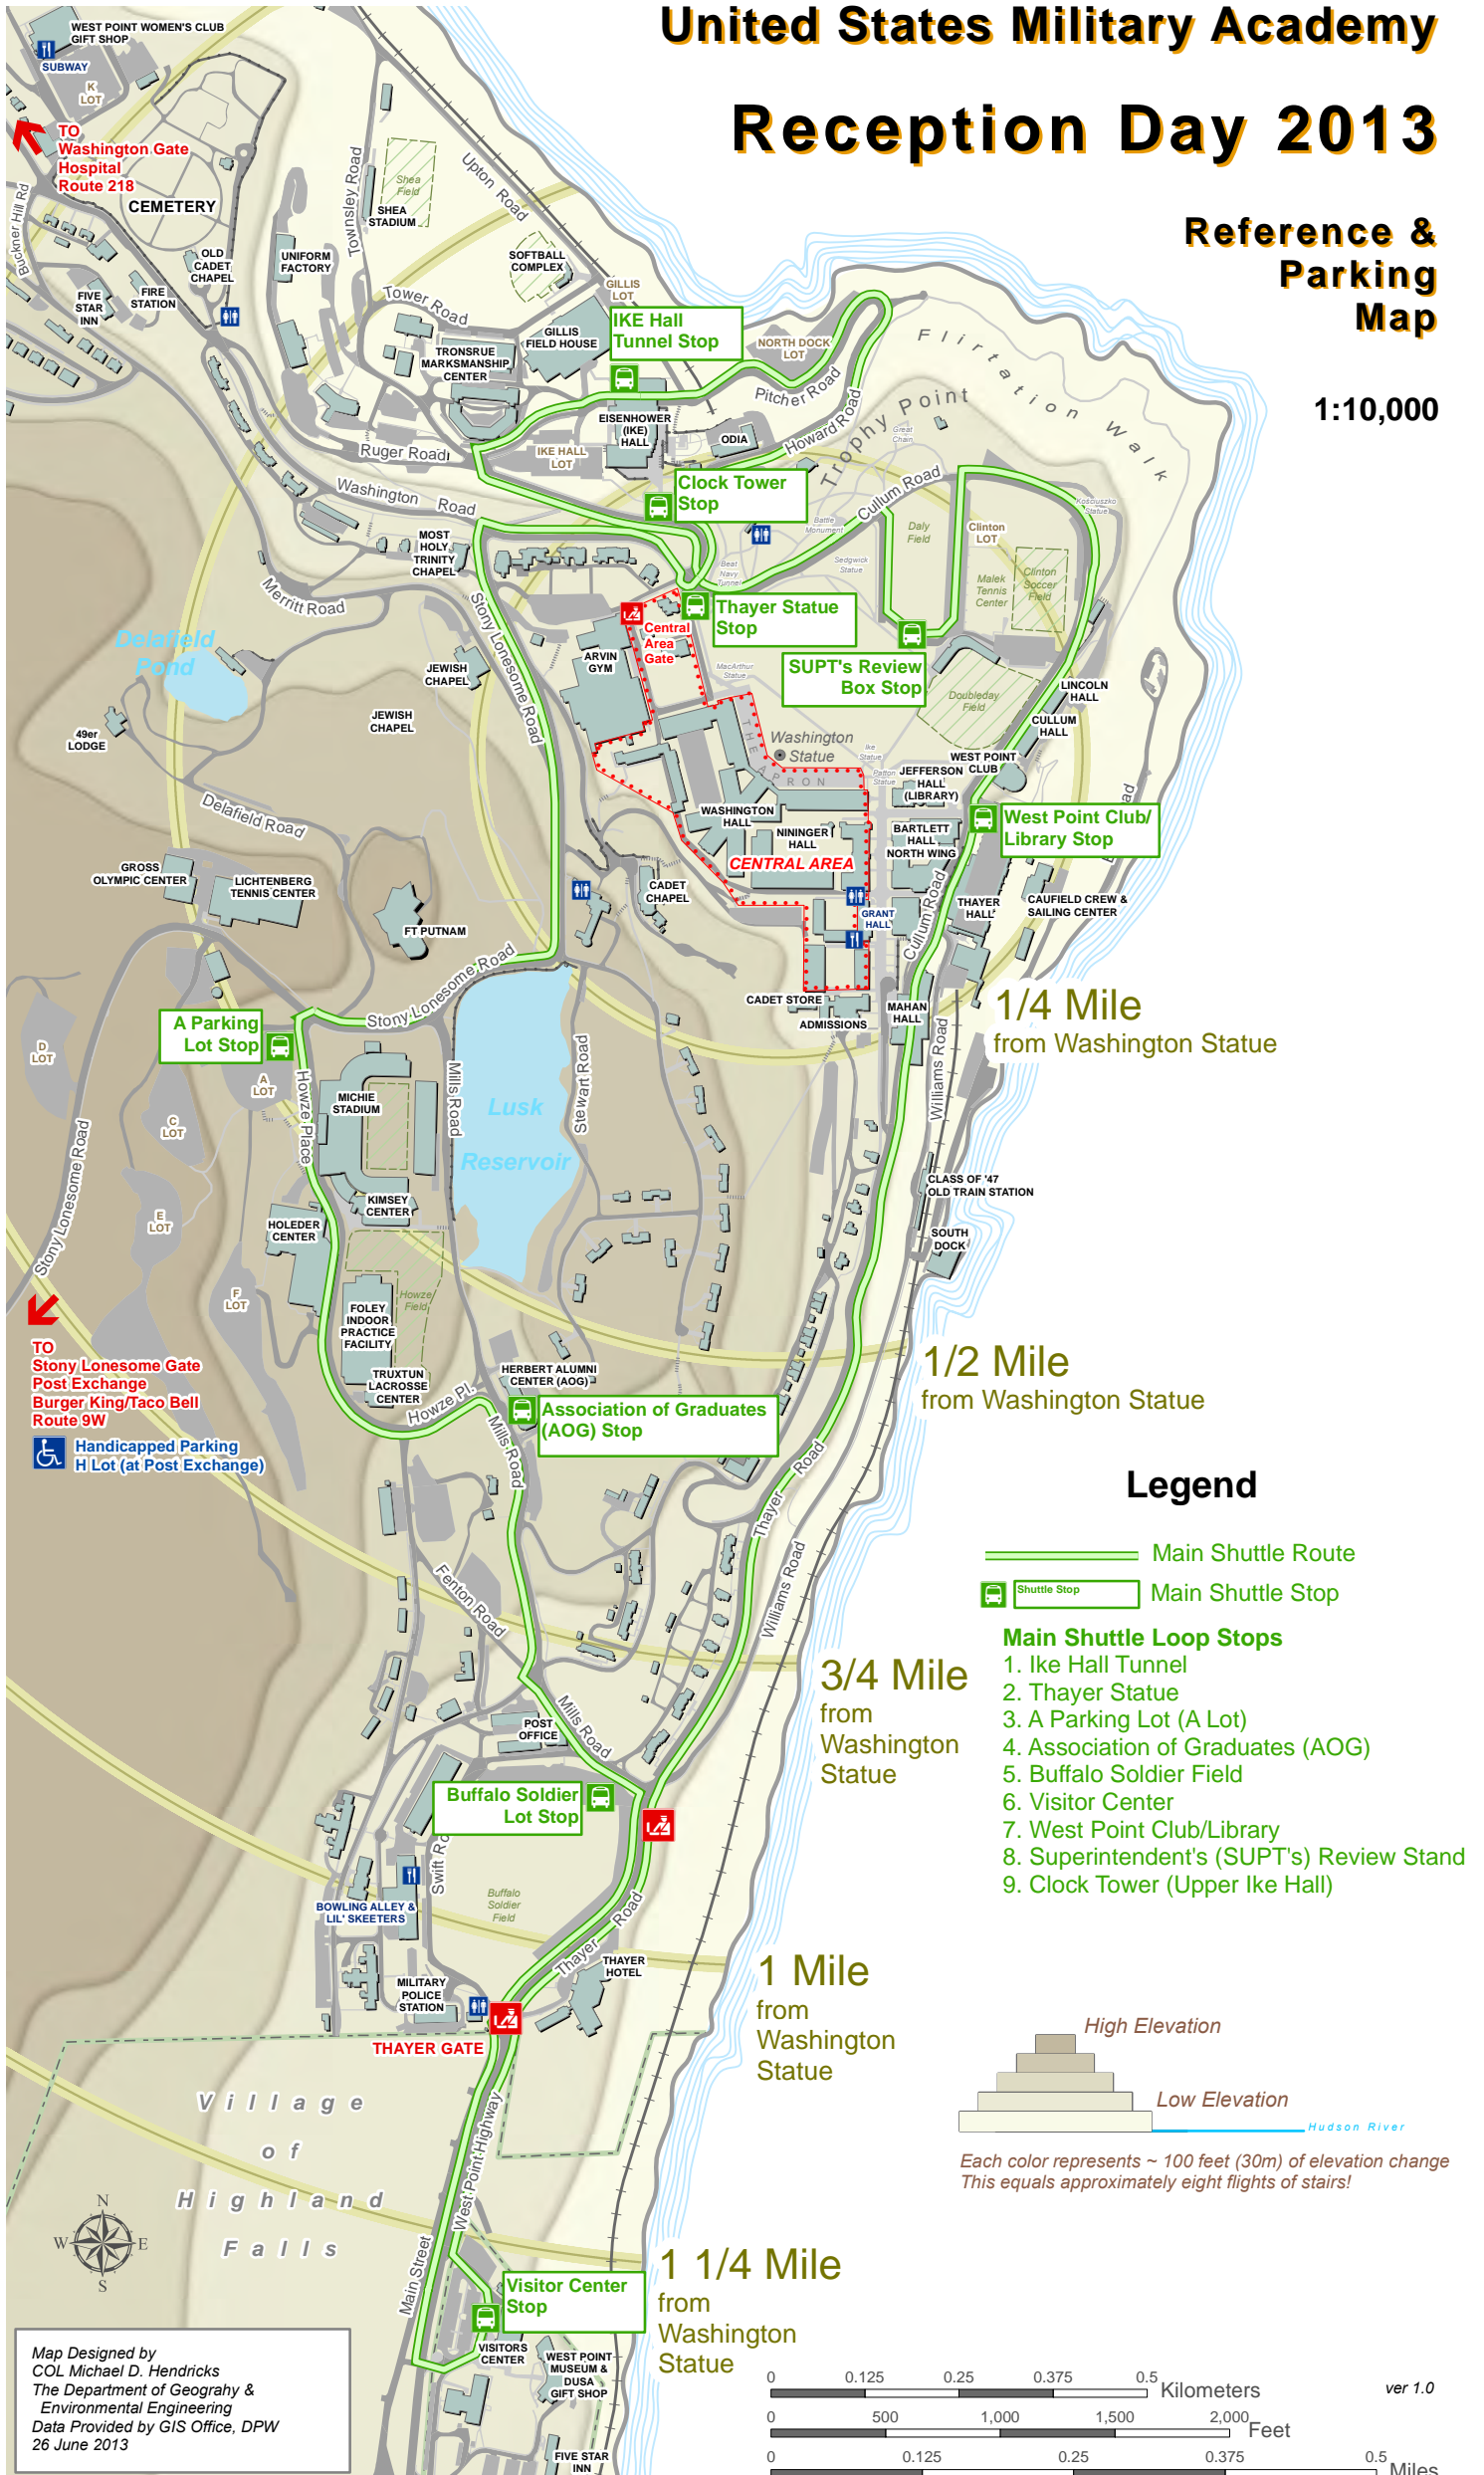 United States Military Academy
Reception Day 2013
Reference &
Parking
Map
1:10,000
WEST POINT WOMEN'S CLUB
GIFT SHOP
SUBWAY
K
LOT
TO
Washington Gate
Hospital
Route 218
CEMETERY
Buckner Hill Rd
OLD
CADET
CHAPEL
FIVE
STAR
INN
FIRE
STATION
UNIFORM
FACTORY
Townsley Road
Shea
Field
SHEA
STADIUM
Upton Road
SOFTBALL
COMPLEX
Tower Road
GILLIS
LOT
GILLIS
FIELD HOUSE
TRONSRUE
MARKSMANSHIP
CENTER
IKE Hall
Tunnel Stop
NORTH DOCK
LOT
Pitcher Road
Howard Road
Flirtation Walk
Trophy Point
Great
Chain
EISENHOWER
(IKE)
HALL
ODIA
IKE HALL
LOT
Ruger Road
Washington Road
Clock Tower
Stop
Cullum Road
Battle
Monument
Kosciuszko
Statue
Daly
Field
Clinton
LOT
Sedgwick
Statue
Beat
Navy
Tunnel
Malek
Tennis
Center
Clinton
Soccer
Field
MOST
HOLY
TRINITY
CHAPEL
Merritt Road
Stony Lonesome Road
Thayer Statue
Stop
Central
Area
Gate
ARVIN
GYM
MacArthur
Statue
SUPT's Review
Box Stop
Doubleday
Field
LINCOLN
HALL
CULLUM
HALL
Delafield
Pond
JEWISH
CHAPEL
JEWISH
CHAPEL
49er
LODGE
Washington
Statue
THE
APRON
Ike
Statue
Patton
Statue
WEST POINT
CLUB
JEFFERSON
HALL
(LIBRARY)
WASHINGTON
HALL
NININGER
HALL
BARTLETT
HALL
NORTH WING
West Point Club/
Library Stop
CENTRAL AREA
Delafield Road
GROSS
OLYMPIC CENTER
LICHTENBERG
TENNIS CENTER
FT PUTNAM
CADET
CHAPEL
GRANT
HALL
Cullum Road
THAYER
HALL
CAUFIELD CREW &
SAILING CENTER
CADET STORE
ADMISSIONS
MAHAN
HALL
Williams Road
1/4 Mile
from Washington Statue
Stony Lonesome Road
A Parking
Lot Stop
D
LOT
A
LOT
C
LOT
Howze Place
MICHIE
STADIUM
Mills Road
Lusk
Reservoir
Stewart Road
Stony Lonesome Road
E
LOT
KIMSEY
CENTER
HOLEDER
CENTER
CLASS OF '47
OLD TRAIN STATION
SOUTH
DOCK
F
LOT
Howze
Field
FOLEY
INDOOR
PRACTICE
FACILITY
TRUXTUN
LACROSSE
CENTER
TO
Stony Lonesome Gate
Post Exchange
Burger King/Taco Bell
Route 9W
Handicapped Parking
H Lot (at Post Exchange)
1/2 Mile
from Washington Statue
HERBERT ALUMNI
CENTER (AOG)
Howze Pl.
Association of Graduates
(AOG) Stop
Mills Road
Thayer Road
Williams Road
Fenton Road
Legend
Main Shuttle Route
Shuttle Stop
Main Shuttle Stop
Main Shuttle Loop Stops
1. Ike Hall Tunnel
2. Thayer Statue
3. A Parking Lot (A Lot)
4. Association of Graduates (AOG)
5. Buffalo Soldier Field
6. Visitor Center
7. West Point Club/Library
8. Superintendent's (SUPT's) Review Stand
9. Clock Tower (Upper Ike Hall)
3/4 Mile
from
Washington
Statue
POST
OFFICE
Mills Road
Buffalo Soldier
Lot Stop
Swift
BOWLING ALLEY &
LIL' SKEETERS
Buffalo
Soldier
Field
Thayer Road
THAYER
HOTEL
MILITARY
POLICE
STATION
THAYER GATE
1 Mile
from
Washington
Statue
High Elevation
Low Elevation
Hudson River
Each color represents ~ 100 feet (30m) of elevation change
This equals approximately eight flights of stairs!
Village
of
Highland
Falls
West Point Highway
Main Street
N
W
E
S
1 1/4 Mile
from
Washington
Statue
Visitor Center
Stop
VISITORS
CENTER
WEST POINT
MUSEUM &
DUSA
GIFT SHOP
FIVE STAR
INN
Map Designed by
COL Michael D. Hendricks
The Department of Geograhy &
Environmental Engineering
Data Provided by GIS Office, DPW
26 June 2013
0 0.125 0.25 0.375 0.5
Kilometers
ver 1.0
0 500 1,000 1,500 2,000
Feet
0 0.125 0.25 0.375 0.5
Miles